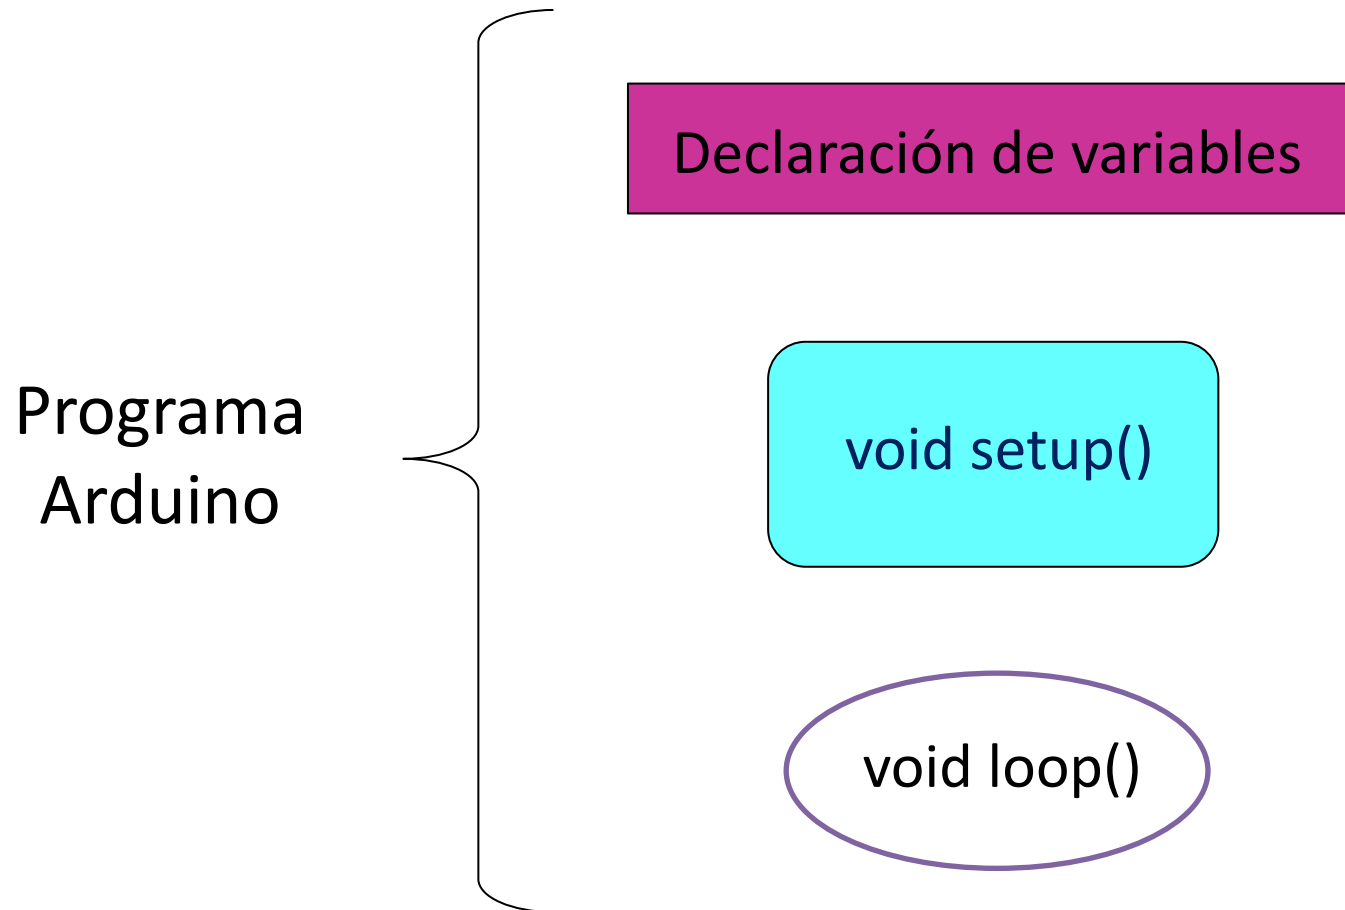 Declaración de variables
Programa
Arduino
void setup()
void loop()